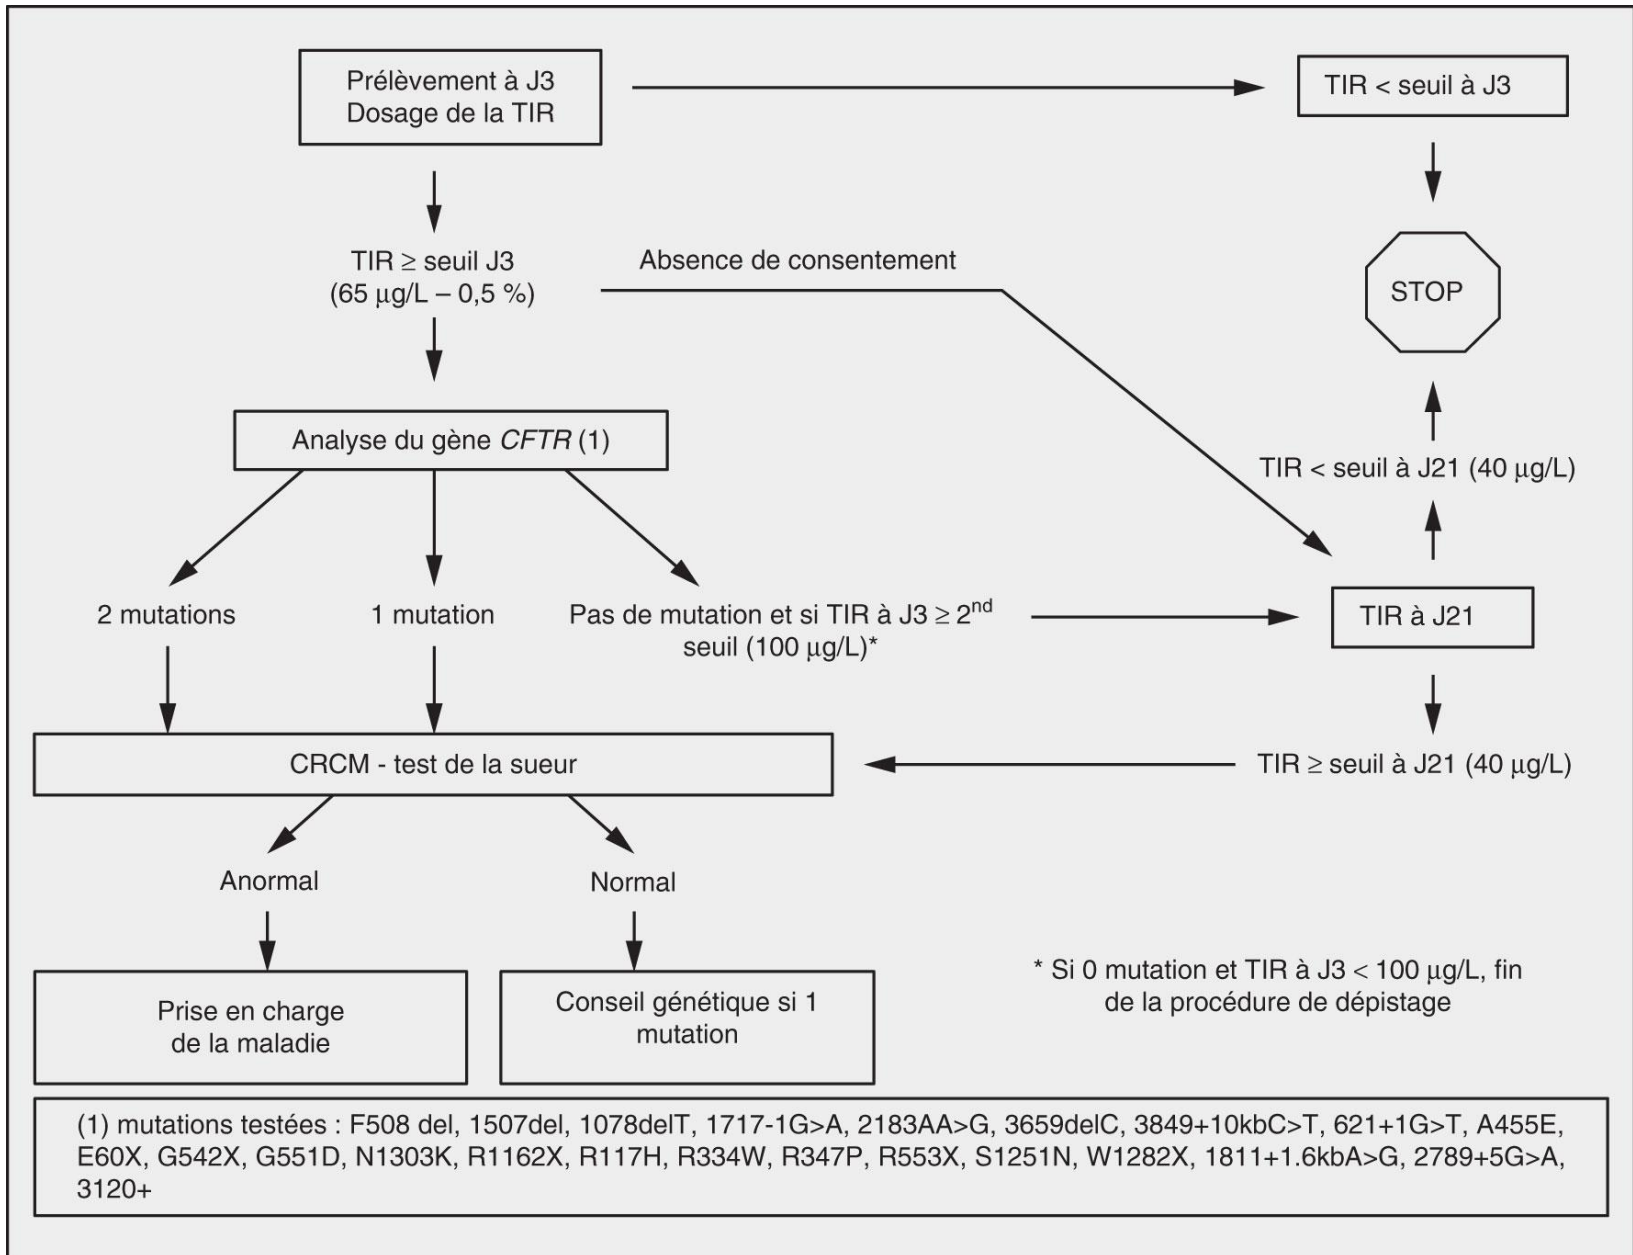 Prélèvement à J3
Dosage de la TIR
TIR < seuil à J3
TIR ≥ seuil J3
(65 µg/L – 0,5 %)
Absence de consentement
STOP
Analyse du gène CFTR (1)
TIR < seuil à J21 (40 µg/L)
2 mutations
1 mutation
Pas de mutation et si TIR à J3 ≥ 2nd
seuil (100 µg/L)*
TIR à J21
CRCM - test de la sueur
TIR ≥ seuil à J21 (40 µg/L)
Anormal
Normal
Prise en charge
de la maladie
Conseil génétique si 1
mutation
* Si 0 mutation et TIR à J3 < 100 µg/L, fin
de la procédure de dépistage
(1) mutations testées : F508 del, 1507del, 1078delT, 1717-1G>A, 2183AA>G, 3659delC, 3849+10kbC>T, 621+1G>T, A455E,
E60X, G542X, G551D, N1303K, R1162X, R117H, R334W, R347P, R553X, S1251N, W1282X, 1811+1.6kbA>G, 2789+5G>A,
3120+